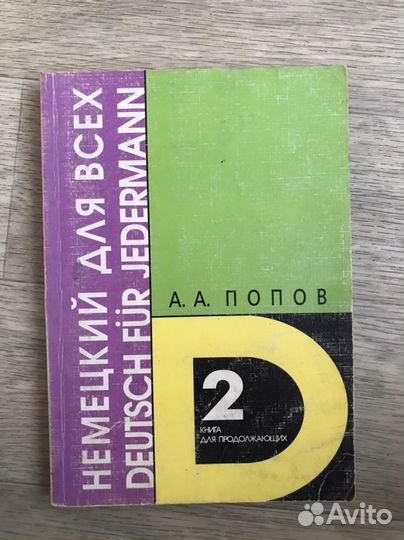 НЕМЕЦКИЙ ДЛЯ ВСЕХ
DEUTSCH FÜR JEDERMANN
А. А. ПОПОВ
2
КНИГА
ДЛЯ ПРОДОЛЖАЮЩИХ
Avito